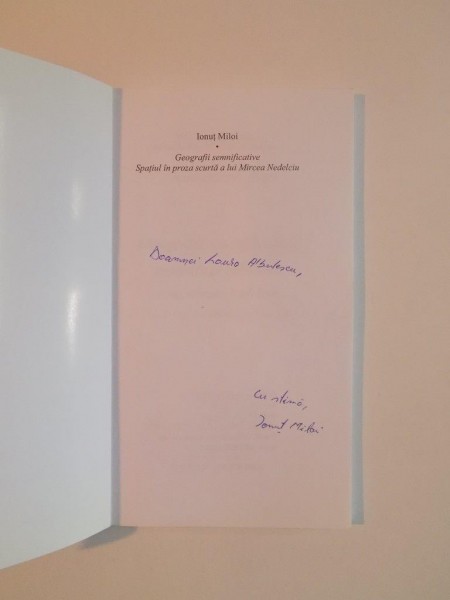 Ionuț Miloi
•
Geografii semnificative
Spațiul în proza scurtă a lui Mircea Nedelciu
Doamnei Laura Albulescu,
Cu stimă,
Ionuț Miloi